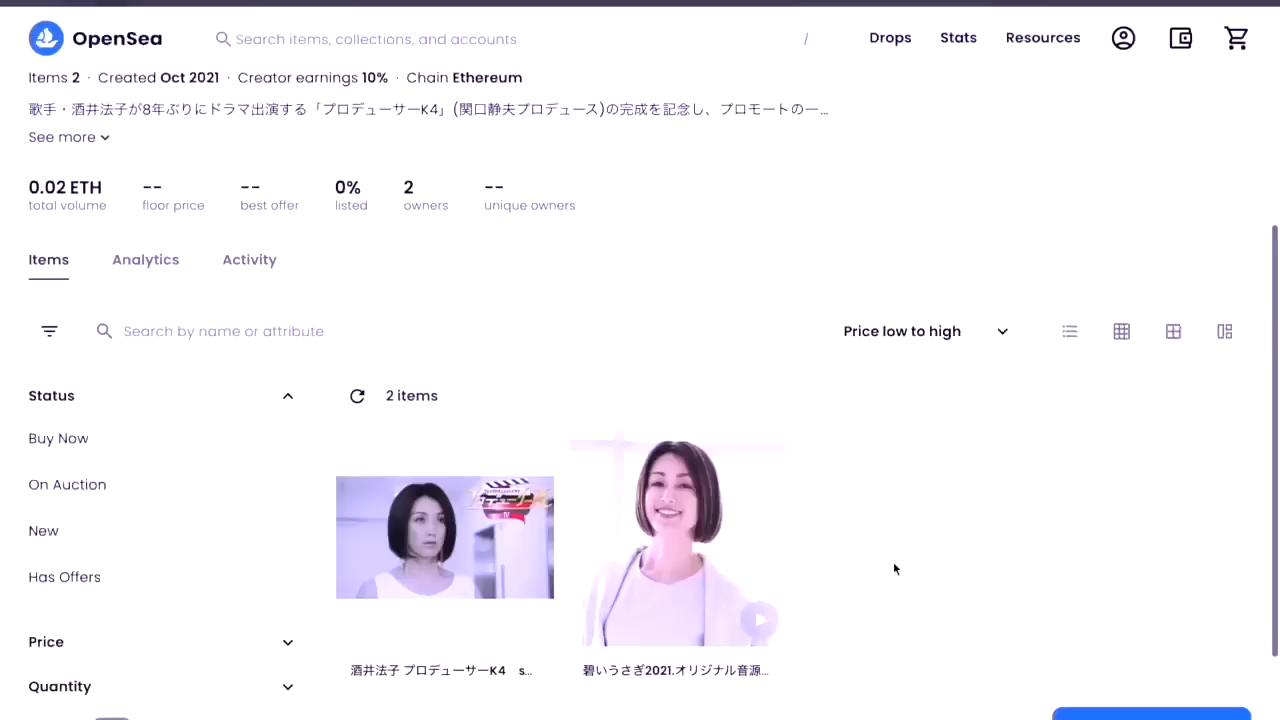 OpenSea
Search items, collections, and accounts /
Drops Stats Resources
Items 2 · Created Oct 2021 · Creator earnings 10% · Chain Ethereum
歌手・酒井法子が8年ぶりにドラマ出演する「プロデューサーK4」(関口静夫プロデュース)の完成を記念し、プロモートの一...
See more
0.02 ETH -- -- 0% 2 --
total volume floor price best offer listed owners unique owners
Items Analytics Activity
Search by name or attribute
Price low to high
Status
2 items
Buy Now
On Auction
New
Has Offers
TV
Price
酒井法子 プロデューサーK4 s...
碧いうさぎ2021.オリジナル音源...
Quantity